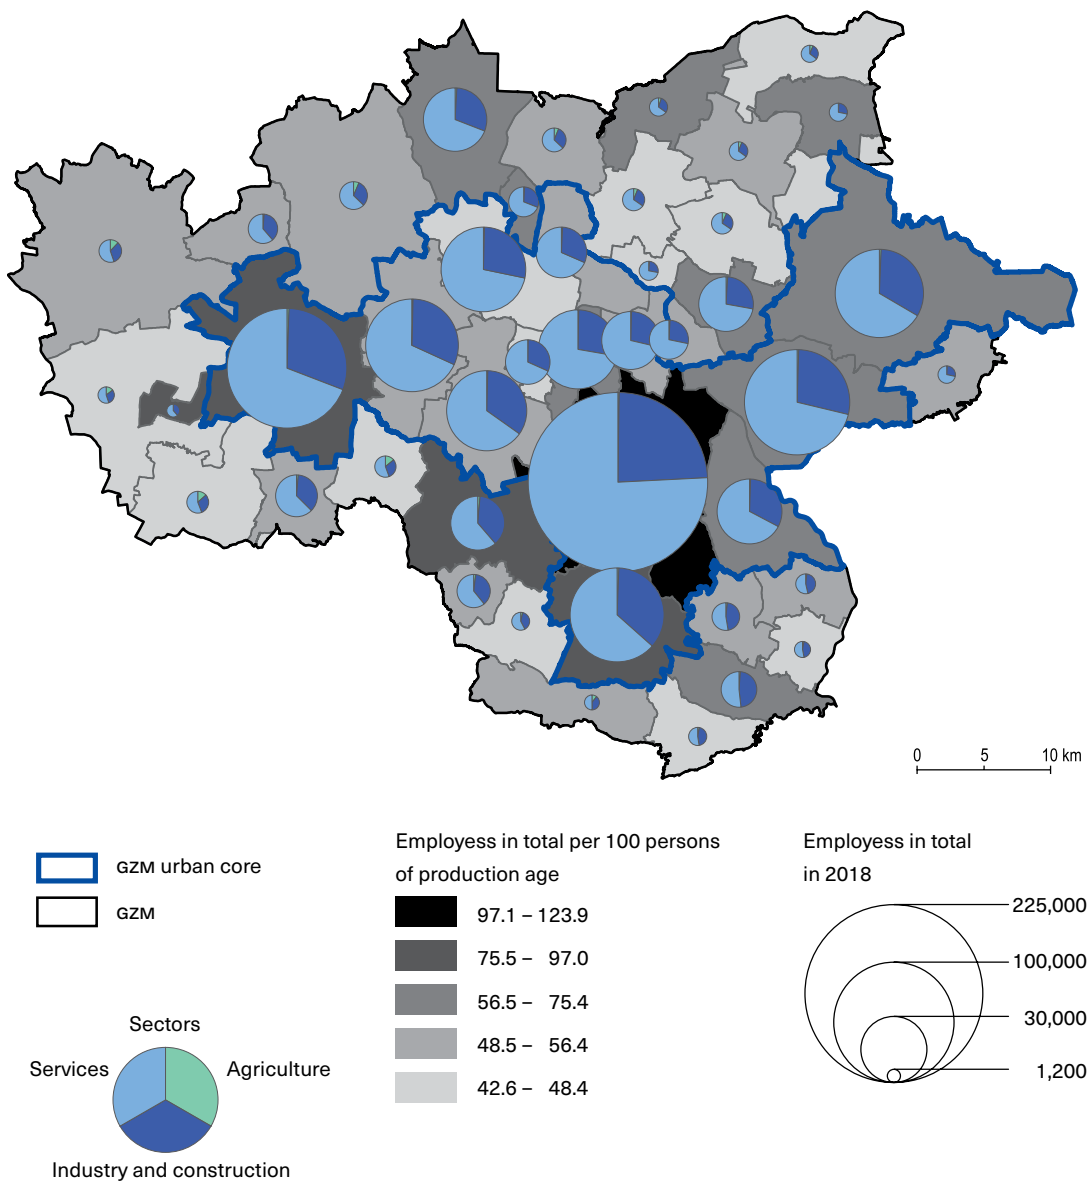 0 5 10 km
GZM urban core
GZM
Sectors
Services
Agriculture
Industry and construction
Employess in total per 100 persons
of production age
97.1 – 123.9
75.5 – 97.0
56.5 – 75.4
48.5 – 56.4
42.6 – 48.4
Employess in total
in 2018
225,000
100,000
30,000
1,200